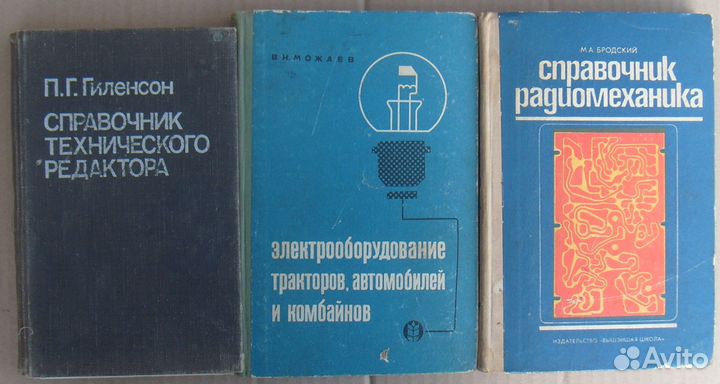 П.Г. Гиленсон
СПРАВОЧНИК
ТЕХНИЧЕСКОГО
РЕДАКТОРА
В.Н.МОЖАЕВ
электрооборудование
тракторов, автомобилей
и комбайнов
М.А.БРОДСКИЙ
справочник
радиомеханика
ИЗДАТЕЛЬСТВО «ВЫШЭЙШАЯ ШКОЛА»
Avito